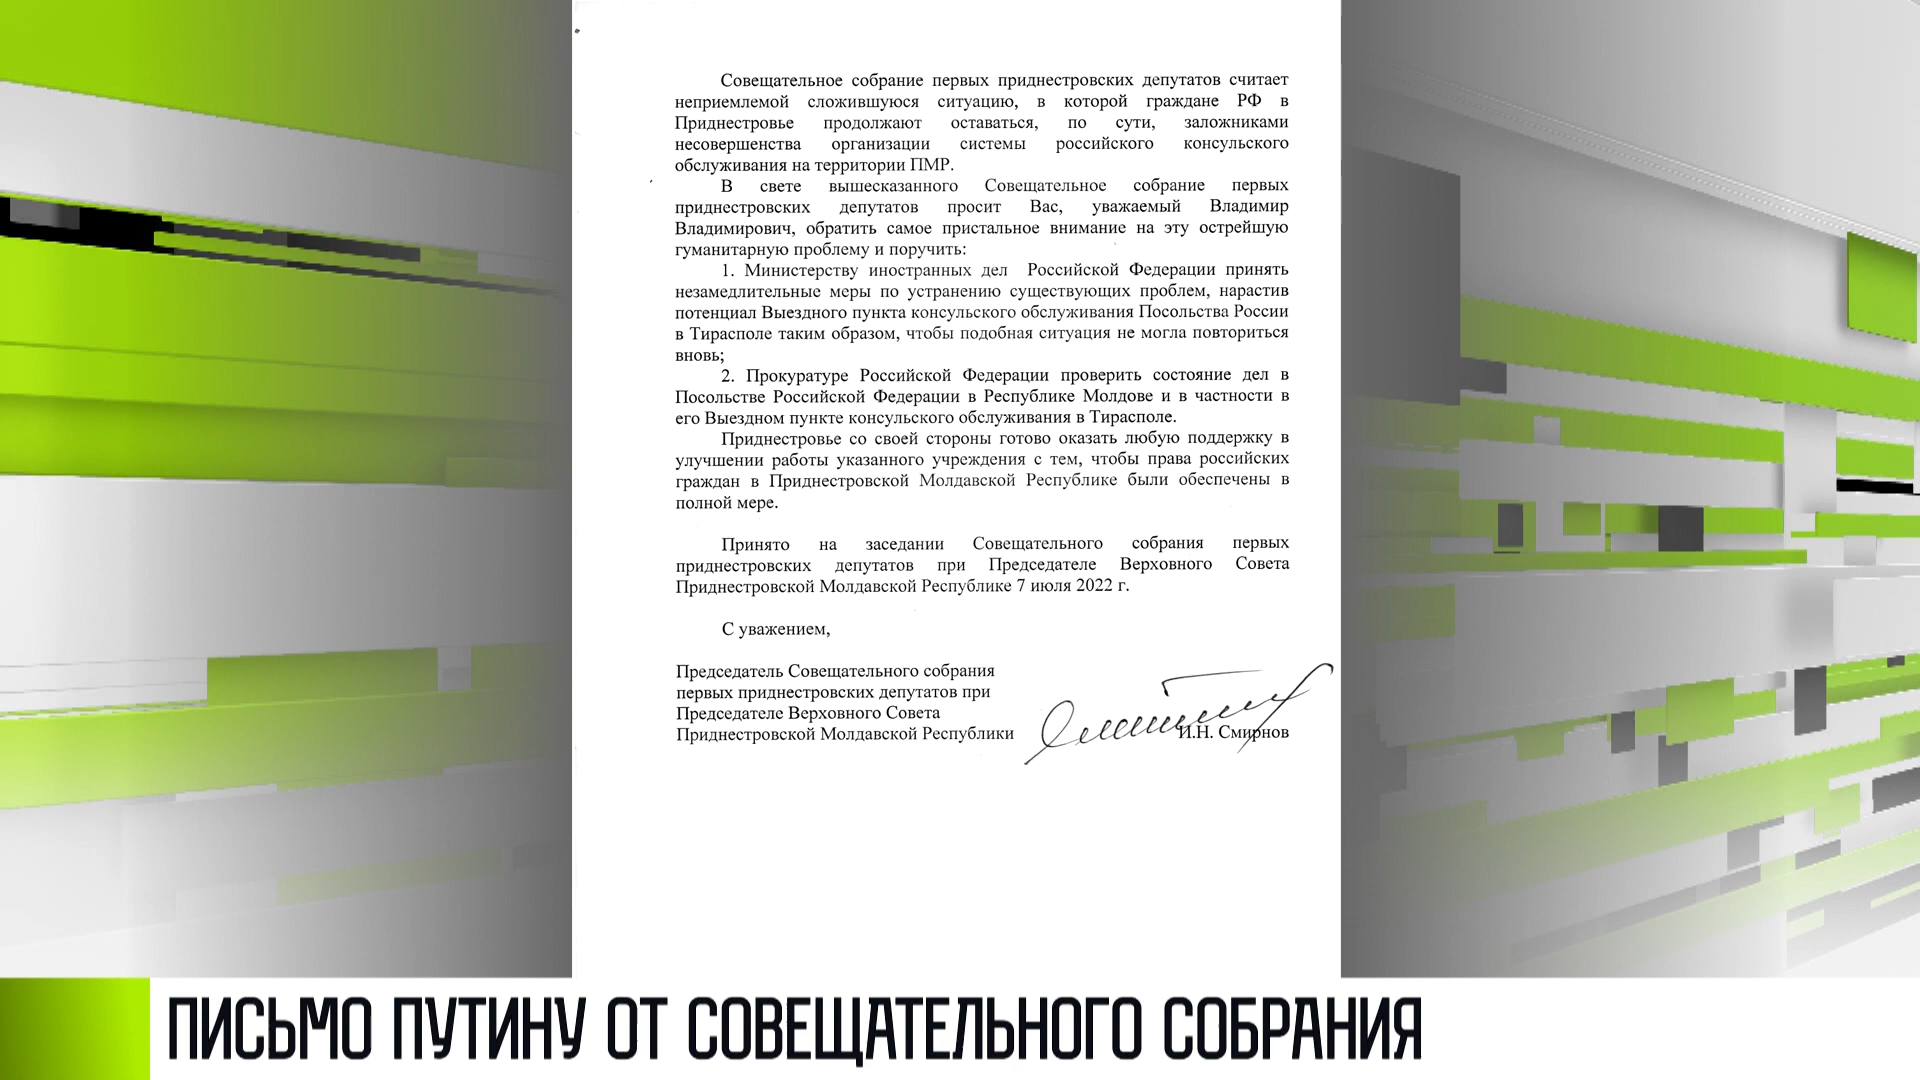 Совещательное собрание первых приднестровских депутатов считает
неприемлемой сложившуюся ситуацию, в которой граждане РФ в
Приднестровье продолжают оставаться, по сути, заложниками
несовершенства организации системы российского консульского
обслуживания на территории ПМР.
В свете вышесказанного Совещательное собрание первых
приднестровских депутатов просит Вас, уважаемый Владимир
Владимирович, обратить самое пристальное внимание на эту острейшую
гуманитарную проблему и поручить:
1. Министерству иностранных дел Российской Федерации принять
незамедлительные меры по устранению существующих проблем, нарастив
потенциал Выездного пункта консульского обслуживания Посольства России
в Тирасполе таким образом, чтобы подобная ситуация не могла повториться
вновь;
2. Прокуратуре Российской Федерации проверить состояние дел в
Посольстве Российской Федерации в Республике Молдове и в частности в
его Выездном пункте консульского обслуживания в Тирасполе.
Приднестровье со своей стороны готово оказать любую поддержку в
улучшении работы указанного учреждения с тем, чтобы права российских
граждан в Приднестровской Молдавской Республике были обеспечены в
полной мере.
Принято на заседании Совещательного собрания первых
приднестровских депутатов при Председателе Верховного Совета
Приднестровской Молдавской Республике 7 июля 2022 г.
С уважением,
Председатель Совещательного собрания
первых приднестровских депутатов при
Председателе Верховного Совета
Приднестровской Молдавской Республики И.Н. Смирнов
ПИСЬМО ПУТИНУ ОТ СОВЕЩАТЕЛЬНОГО СОБРАНИЯ